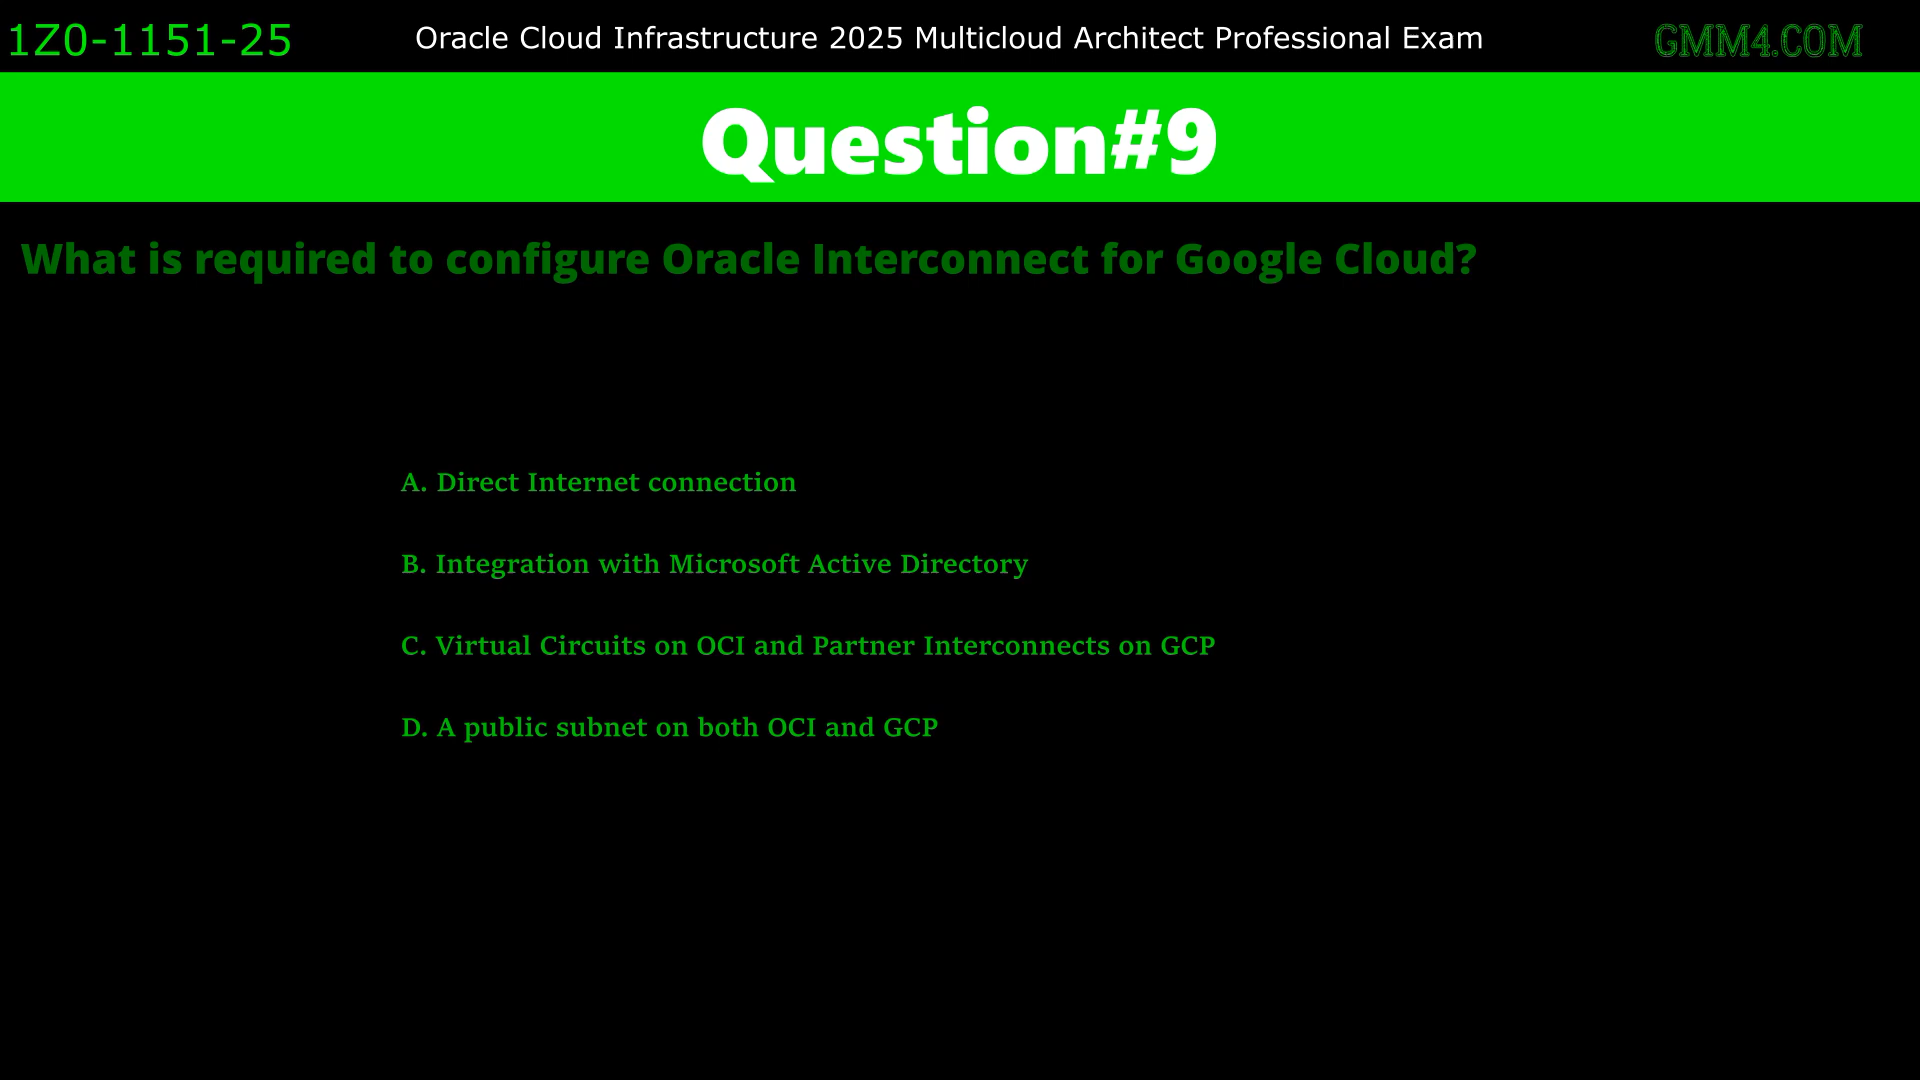 1Z0-1151-25
Oracle Cloud Infrastructure 2025 Multicloud Architect Professional Exam
GMM4.COM
Question#9
What is required to configure Oracle Interconnect for Google Cloud?
A. Direct Internet connection
B. Integration with Microsoft Active Directory
C. Virtual Circuits on OCI and Partner Interconnects on GCP
D. A public subnet on both OCI and GCP